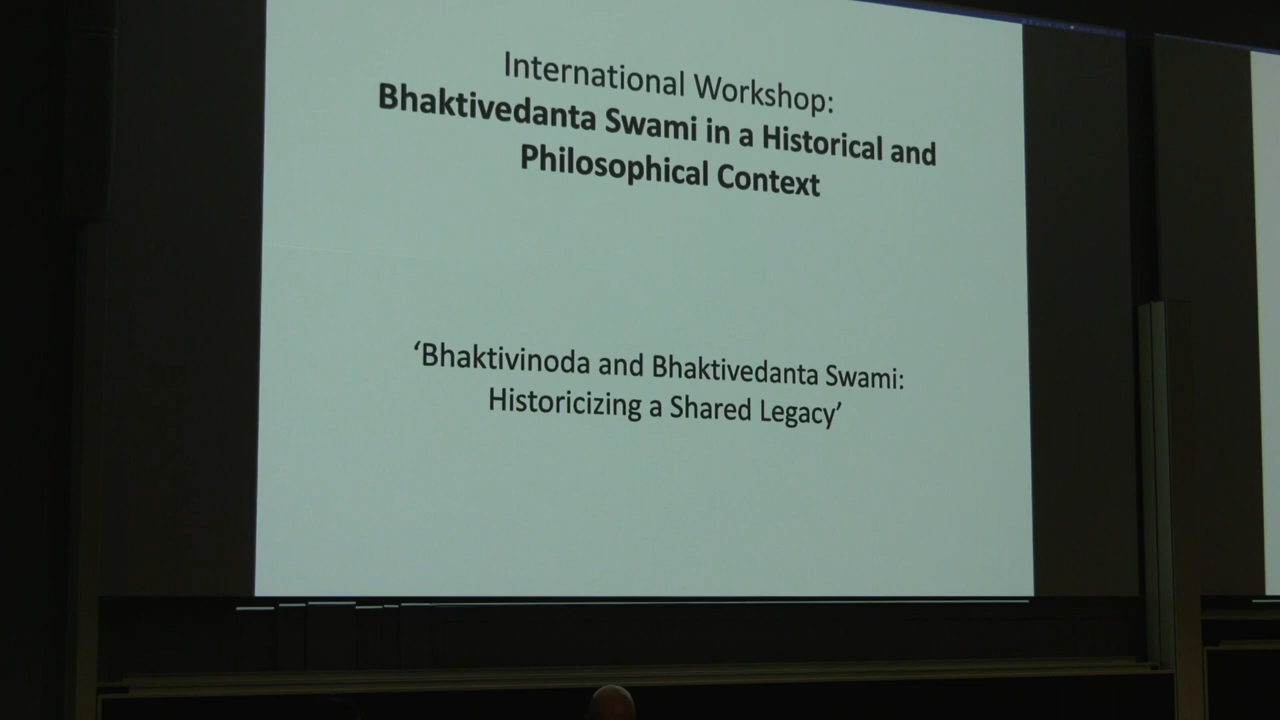 International Workshop:
Bhaktivedanta Swami in a Historical and
Philosophical Context
‘Bhaktivinoda and Bhaktivedanta Swami:
Historicizing a Shared Legacy’